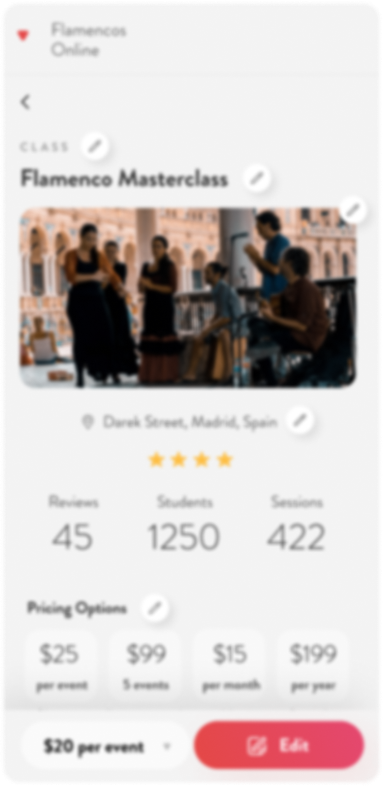 Flamencos
Online
CLASS
Flamenco Masterclass
Darek Street, Madrid, Spain
Reviews Students Sessions
45 1250 422
Pricing Options
$25 $99 $15 $199
per event 5 events per month per year
$20 per event Edit